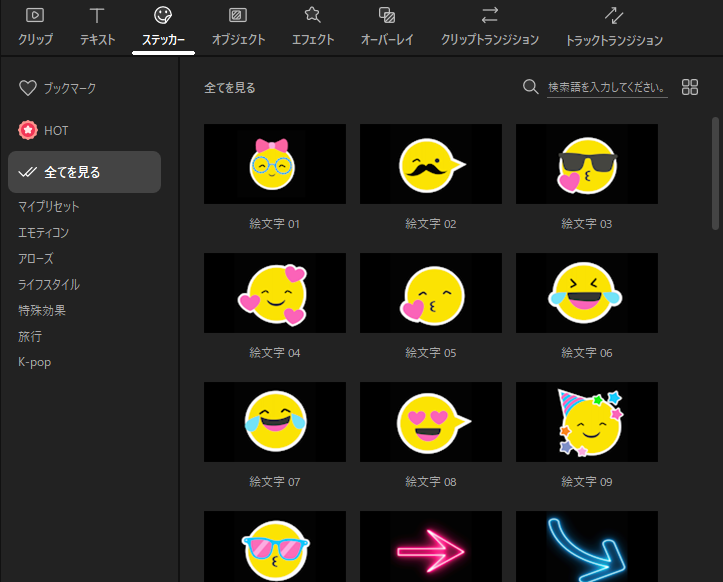 クリップ テキスト ステッカー オブジェクト エフェクト オーバーレイ クリップトランジション トラックトランジション
ブックマーク
HOT
全てを見る
マイプリセット
エモティコン
アローズ
ライフスタイル
特殊効果
旅行
K-pop
全てを見る 検索語を入力してください。
絵文字 01 絵文字 02 絵文字 03
絵文字 04 絵文字 05 絵文字 06
絵文字 07 絵文字 08 絵文字 09